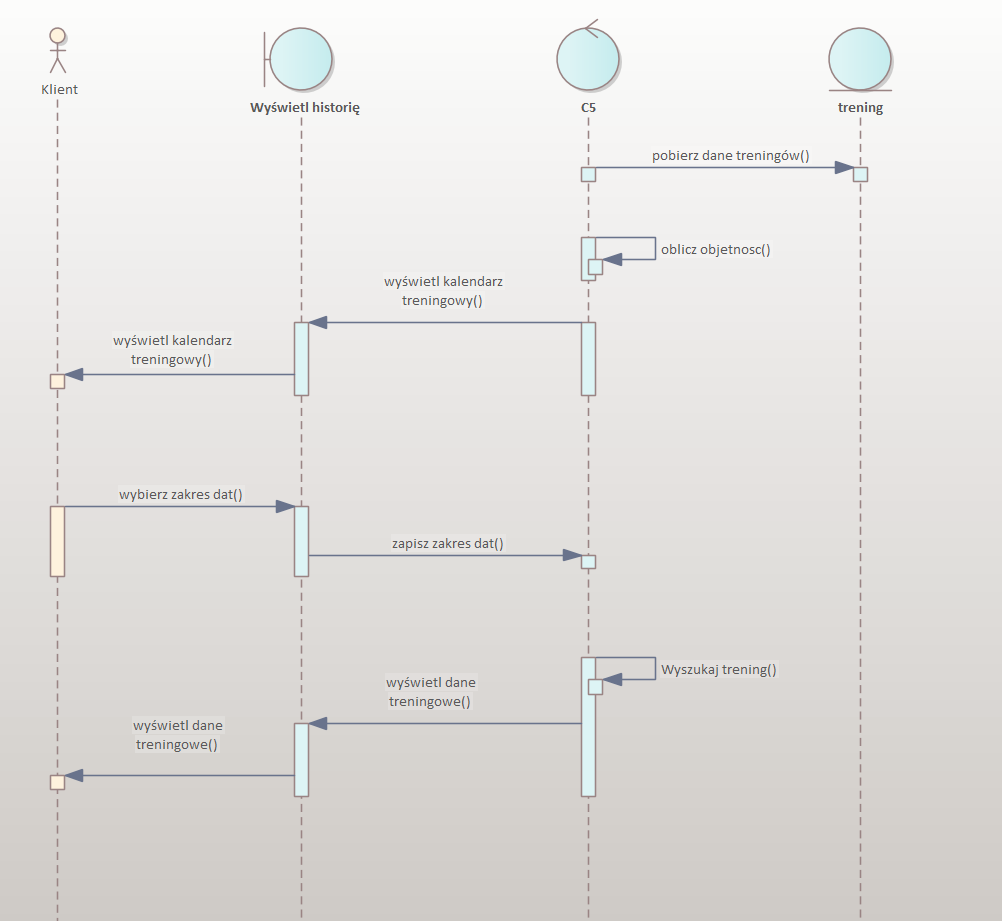 Klient
Wyświetl historię
C5
trening
pobierz dane treningów()
oblicz objetnosc()
wyświetl kalendarz
treningowy()
wyświetl kalendarz
treningowy()
wybierz zakres dat()
zapisz zakres dat()
Wyszukaj trening()
wyświetl dane
treningowe()
wyświetl dane
treningowe()